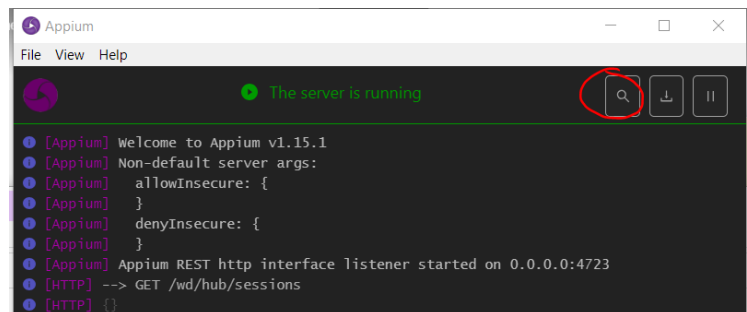 Appium
File View Help
The server is running
[Appium] Welcome to Appium v1.15.1
[Appium] Non-default server args:
[Appium]   allowInsecure: {
[Appium]   }
[Appium]   denyInsecure: {
[Appium]   }
[Appium] Appium REST http interface listener started on 0.0.0.0:4723
[HTTP] --> GET /wd/hub/sessions
[HTTP] {}